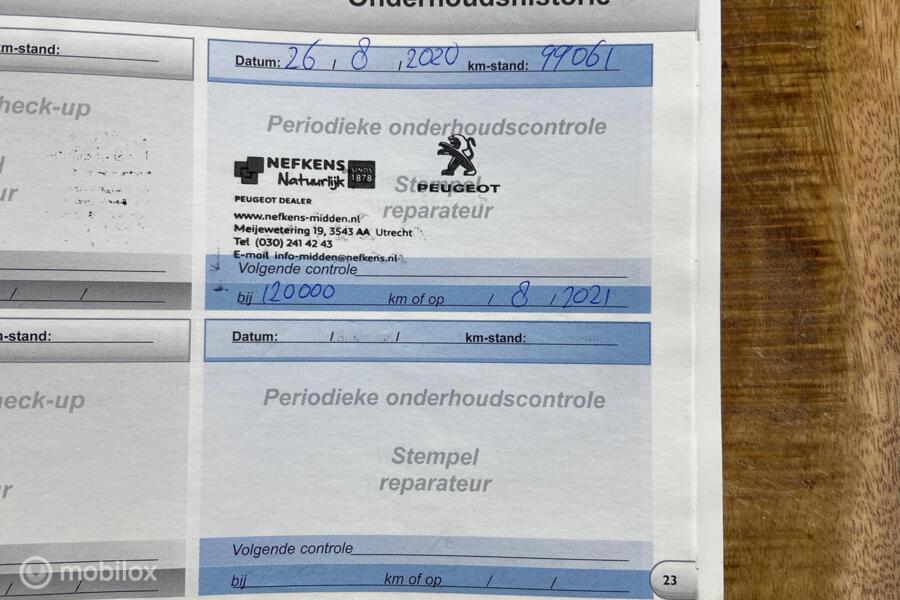 Onderhoudshistorie
km-stand:
Datum: 26 / 8 / 2020 km-stand: 99061
heck-up
Periodieke onderhoudscontrole
NEFKENS
Natuurlijk
SINDS
1878
PEUGEOT
Stempel
reparateur
PEUGEOT DEALER
www.nefkens-midden.nl
Meijewetering 19, 3543 AA Utrecht
Tel (030) 241 42 43
E-mail info-midden@nefkens.nl
Volgende controle
bij 120000 km of op / 8 / 2021
/ /
-stand:
Datum: / / km-stand:
heck-up
Periodieke onderhoudscontrole
Stempel
reparateur
Volgende controle
bij km of op / /
/ /
23
mobilox